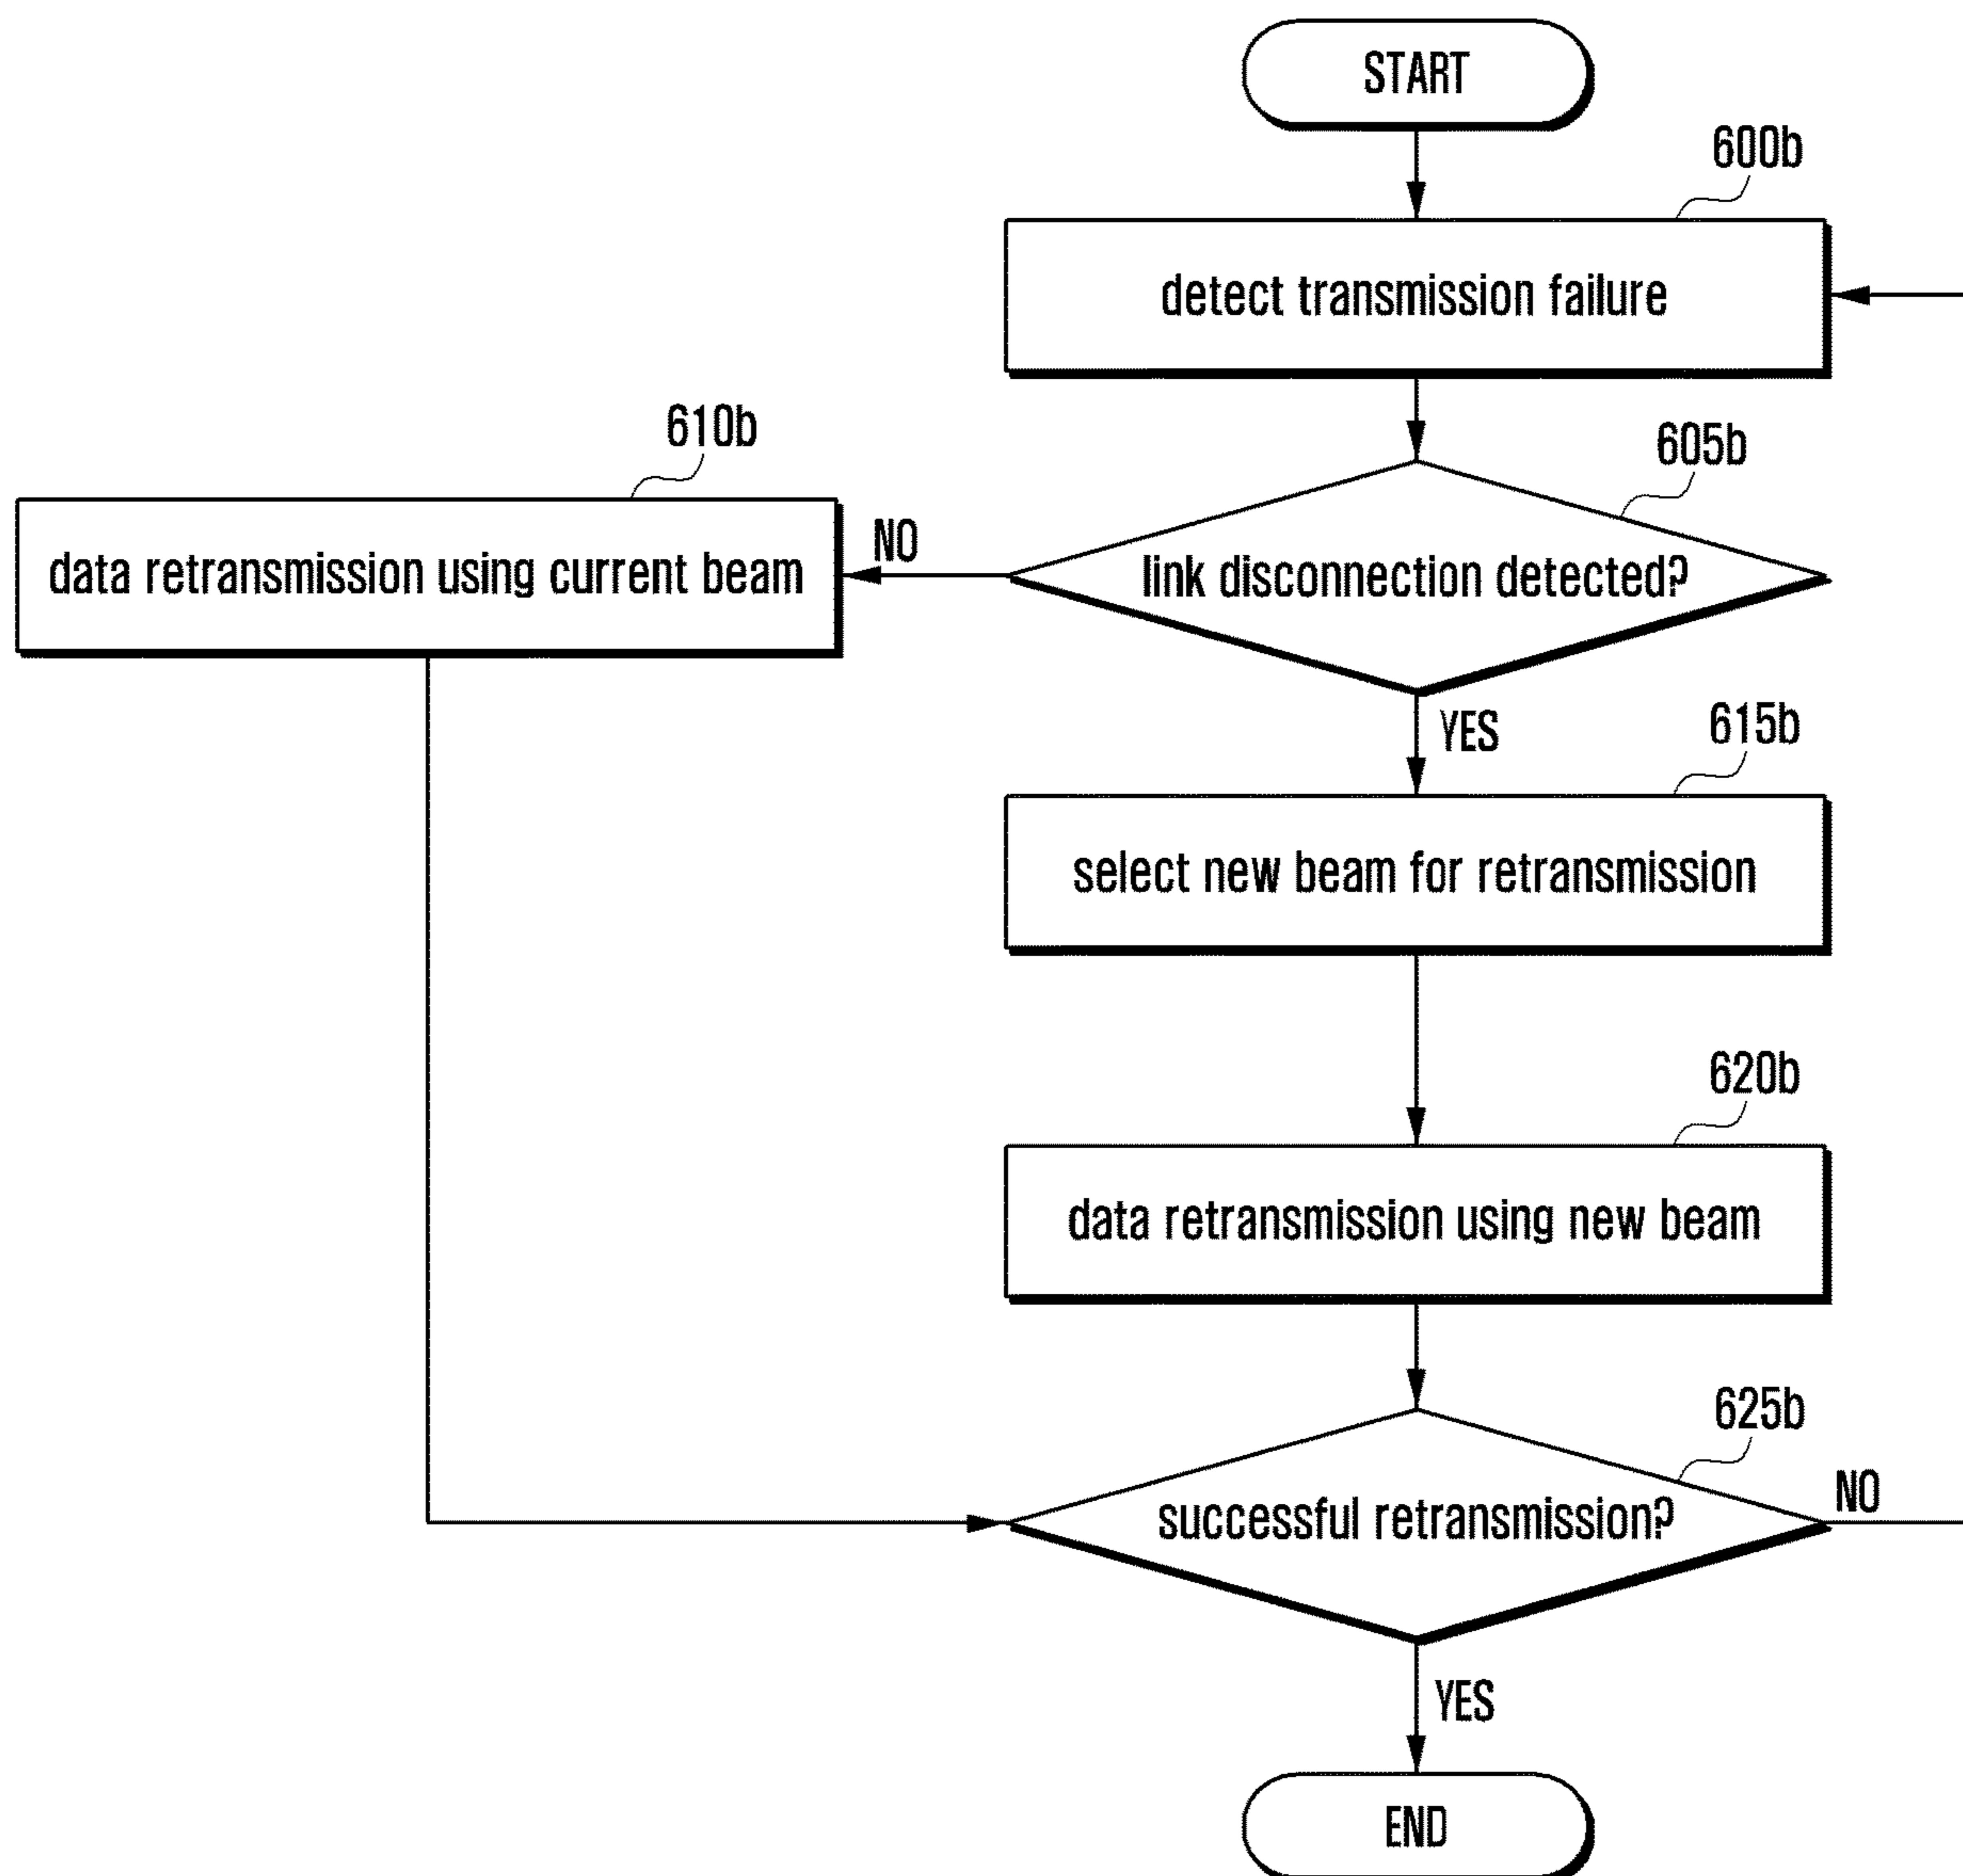 START
600b
detect transmission failure
610b
605b
data retransmission using current beam
NO
link disconnection detected?
YES
615b
select new beam for retransmission
620b
data retransmission using new beam
625b
successful retransmission?
NO
YES
END